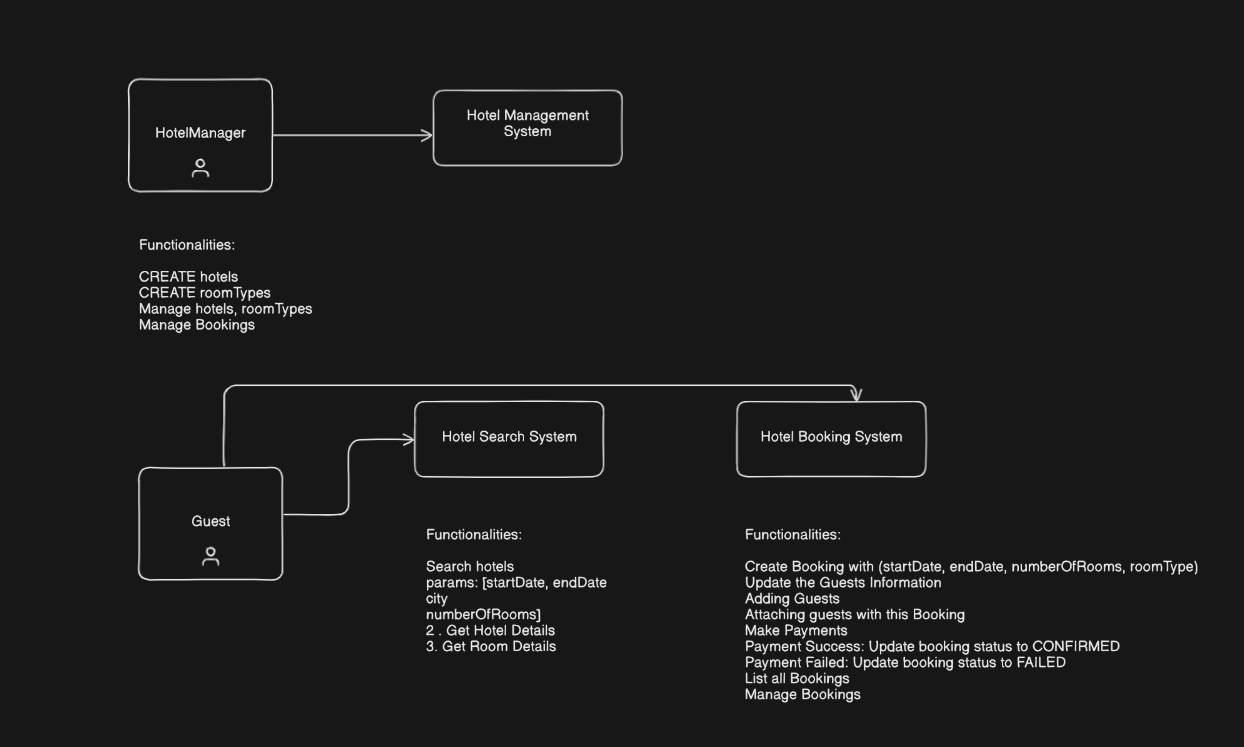 HotelManager
Hotel Management
System
Functionalities:
CREATE hotels
CREATE roomTypes
Manage hotels, roomTypes
Manage Bookings
Guest
Hotel Search System
Functionalities:
Search hotels
params: [startDate, endDate
city
numberOfRooms]
2 . Get Hotel Details
3. Get Room Details
Hotel Booking System
Functionalities:
Create Booking with (startDate, endDate, numberOfRooms, roomType)
Update the Guests Information
Adding Guests
Attaching guests with this Booking
Make Payments
Payment Success: Update booking status to CONFIRMED
Payment Failed: Update booking status to FAILED
List all Bookings
Manage Bookings